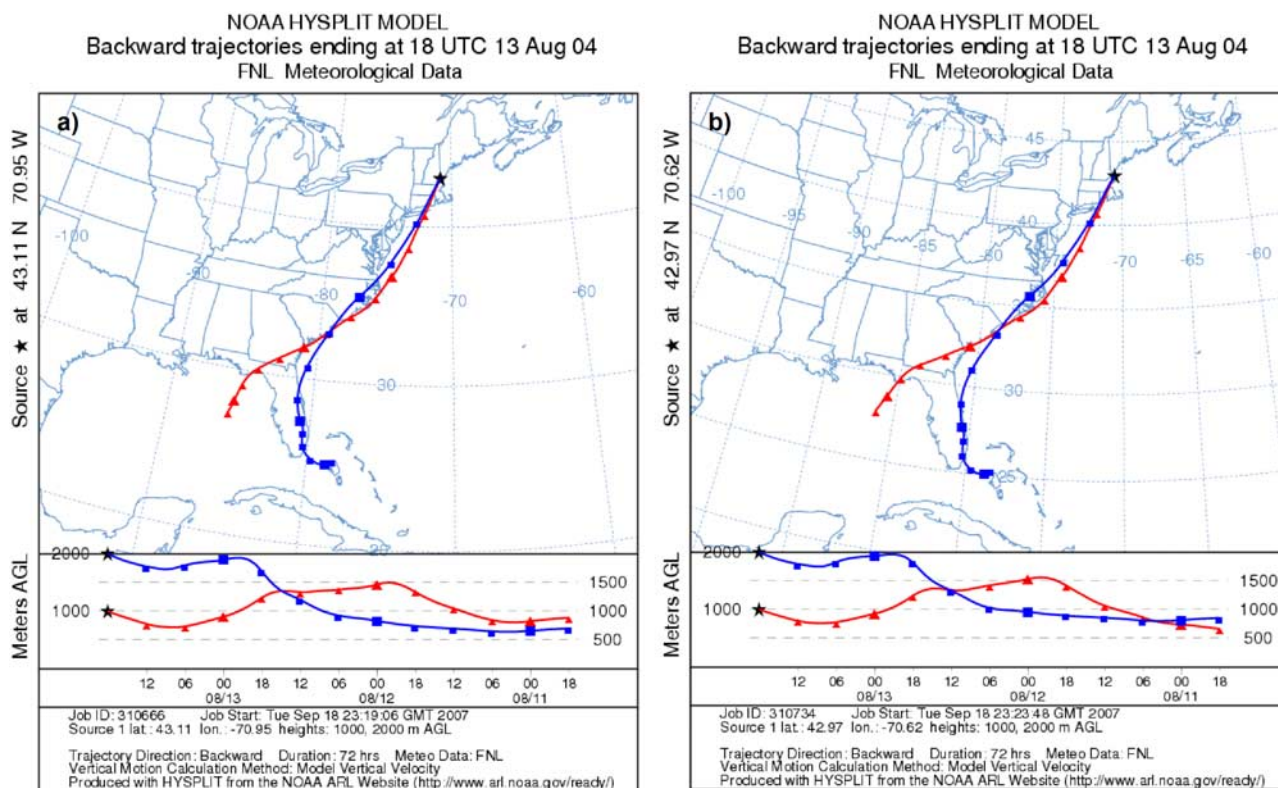 NOAA HYSPLIT MODEL
Backward trajectories ending at 18 UTC 13 Aug 04
FNL Meteorological Data
a)
Source ★ at 43.11 N 70.95 W
-100
-90
-80
-80
-70
-60
30
2000
1000
Meters AGL
1500
1000
500
12 06 00 18 12 06 00 12 06 00 18
08/13 08/12 08/11
Job ID: 310666 Job Start: Tue Sep 18 23:19:06 GMT 2007
Source 1 lat.: 43.11 lon.: -70.95 heights: 1000, 2000 m AGL
Trajectory Direction: Backward Duration: 72 hrs Meteo Data: FNL
Vertical Motion Calculation Method: Model Vertical Velocity
Produced with HYSPLIT from the NOAA ARL Website (http://www.arl.noaa.gov/ready/)
NOAA HYSPLIT MODEL
Backward trajectories ending at 18 UTC 13 Aug 04
FNL Meteorological Data
b)
Source ★ at 42.97 N 70.62 W
45
-100
-95
-90
-85
40
-80
-75
-70
-65
-60
30
25
2000
1000
Meters AGL
1500
1000
500
12 06 00 18 12 06 00 18 12 06 00 18
08/13 08/12 08/11
Job ID: 310734 Job Start: Tue Sep 18 23:23:48 GMT 2007
Source 1 lat.: 42.97 lon.: -70.62 heights: 1000, 2000 m AGL
Trajectory Direction: Backward Duration: 72 hrs Meteo Data: FNL
Vertical Motion Calculation Method: Model Vertical Velocity
Produced with HYSPLIT from the NOAA ARL Website (http://www.arl.noaa.gov/ready/)